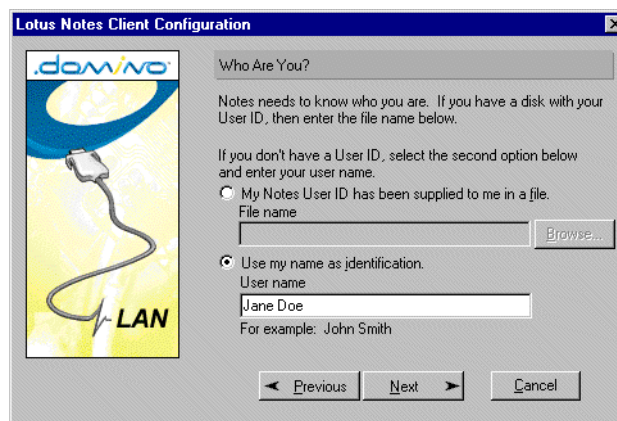 Lotus Notes Client Configuration
.domino
Who Are You?
Notes needs to know who you are. If you have a disk with your
User ID, then enter the file name below.
If you don't have a User ID, select the second option below
and enter your user name.
My Notes User ID has been supplied to me in a file.
File name
Browse...
Use my name as identification.
User name
Jane Doe
For example: John Smith
LAN
Previous Next Cancel